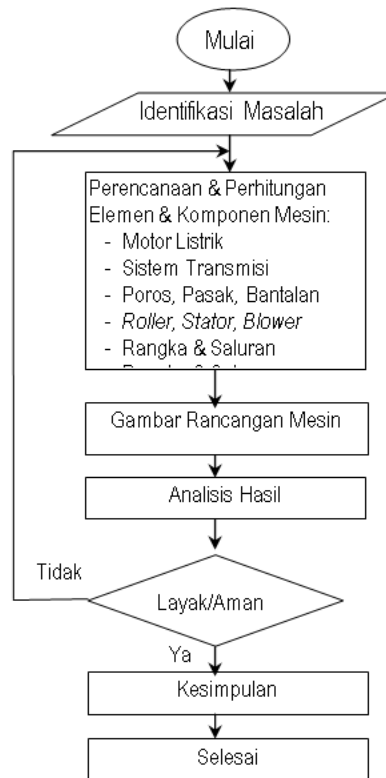 Mulai
Identifikasi Masalah
Perencanaan & Perhitungan
Elemen & Komponen Mesin:
- Motor Listrik
- Sistem Transmisi
- Poros, Pasak, Bantalan
- Roller, Stator, Blower
- Rangka & Saluran
Gambar Rancangan Mesin
Analisis Hasil
Tidak
Layak/Aman
Ya
Kesimpulan
Selesai